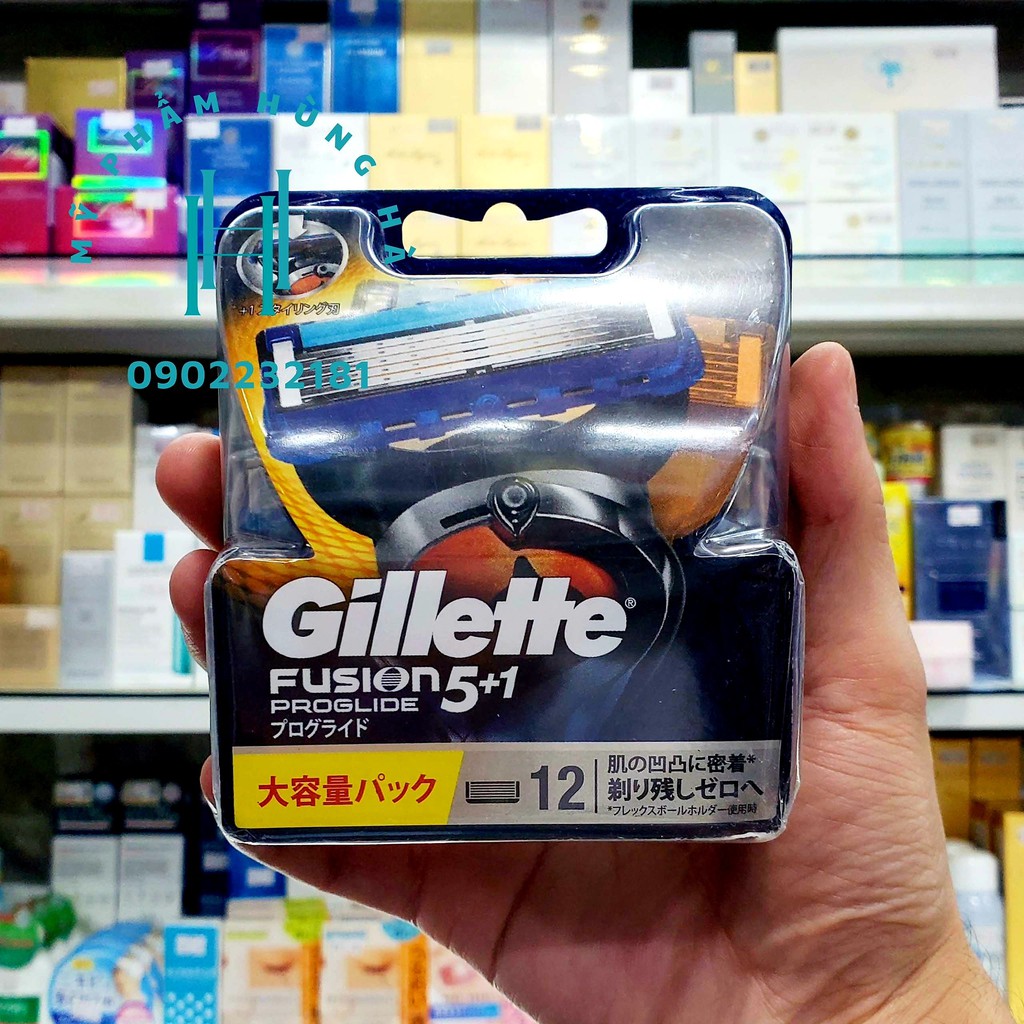 MỸ PHẨM HÙNG HÀ
H
0902232181
+1 スタイリング刃
Gillette®
FUSION 5+1
PROGLIDE
プログライド
大容量パック
12
肌の凹凸に密着*
剃り残しゼロへ
*フレックスボールホルダー使用時